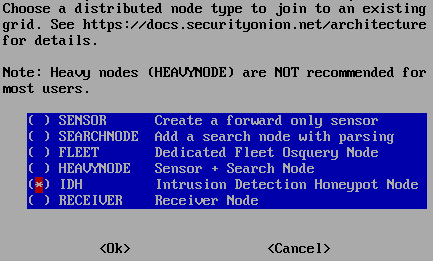 Choose a distributed node type to join to an existing
grid. See https://docs.securityonion.net/architecture
for details.
Note: Heavy nodes (HEAVYNODE) are NOT recommended for
most users.
( ) SENSOR Create a forward only sensor
( ) SEARCHNODE Add a search node with parsing
( ) FLEET Dedicated Fleet Osquery Node
( ) HEAVYNODE Sensor + Search Node
(*) IDH Intrusion Detection Honeypot Node
( ) RECEIVER Receiver Node
<Ok> <Cancel>